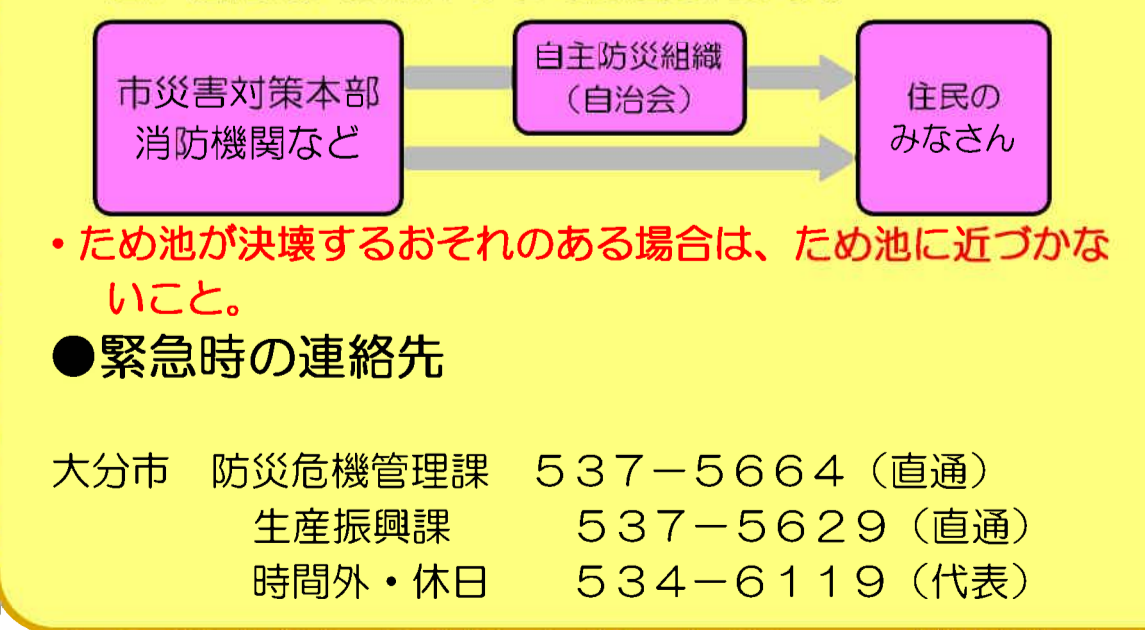 市災害対策本部
消防機関など
自主防災組織
（自治会）
住民の
みなさん
・ため池が決壊するおそれのある場合は、ため池に近づかな
いこと。
●緊急時の連絡先
大分市　防災危機管理課　５３７－５６６４（直通）
生産振興課　５３７－５６２９（直通）
時間外・休日　５３４－６１１９（代表）